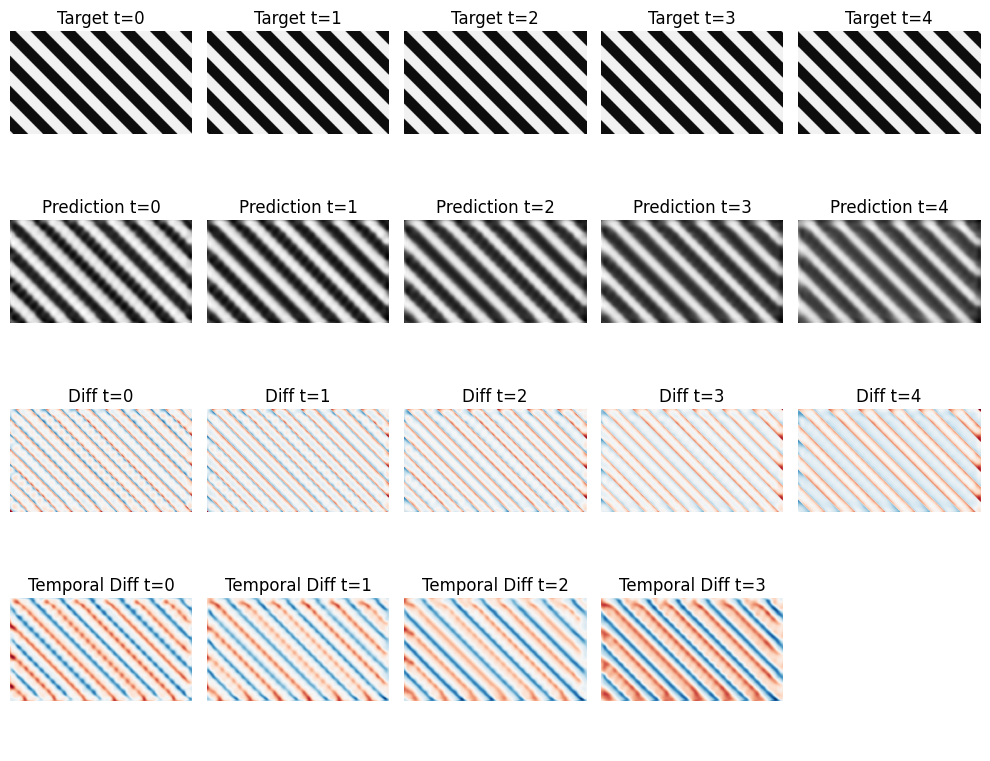 Target t=0
Target t=1
Target t=2
Target t=3
Target t=4
Prediction t=0
Prediction t=1
Prediction t=2
Prediction t=3
Prediction t=4
Diff t=0
Diff t=1
Diff t=2
Diff t=3
Diff t=4
Temporal Diff t=0
Temporal Diff t=1
Temporal Diff t=2
Temporal Diff t=3